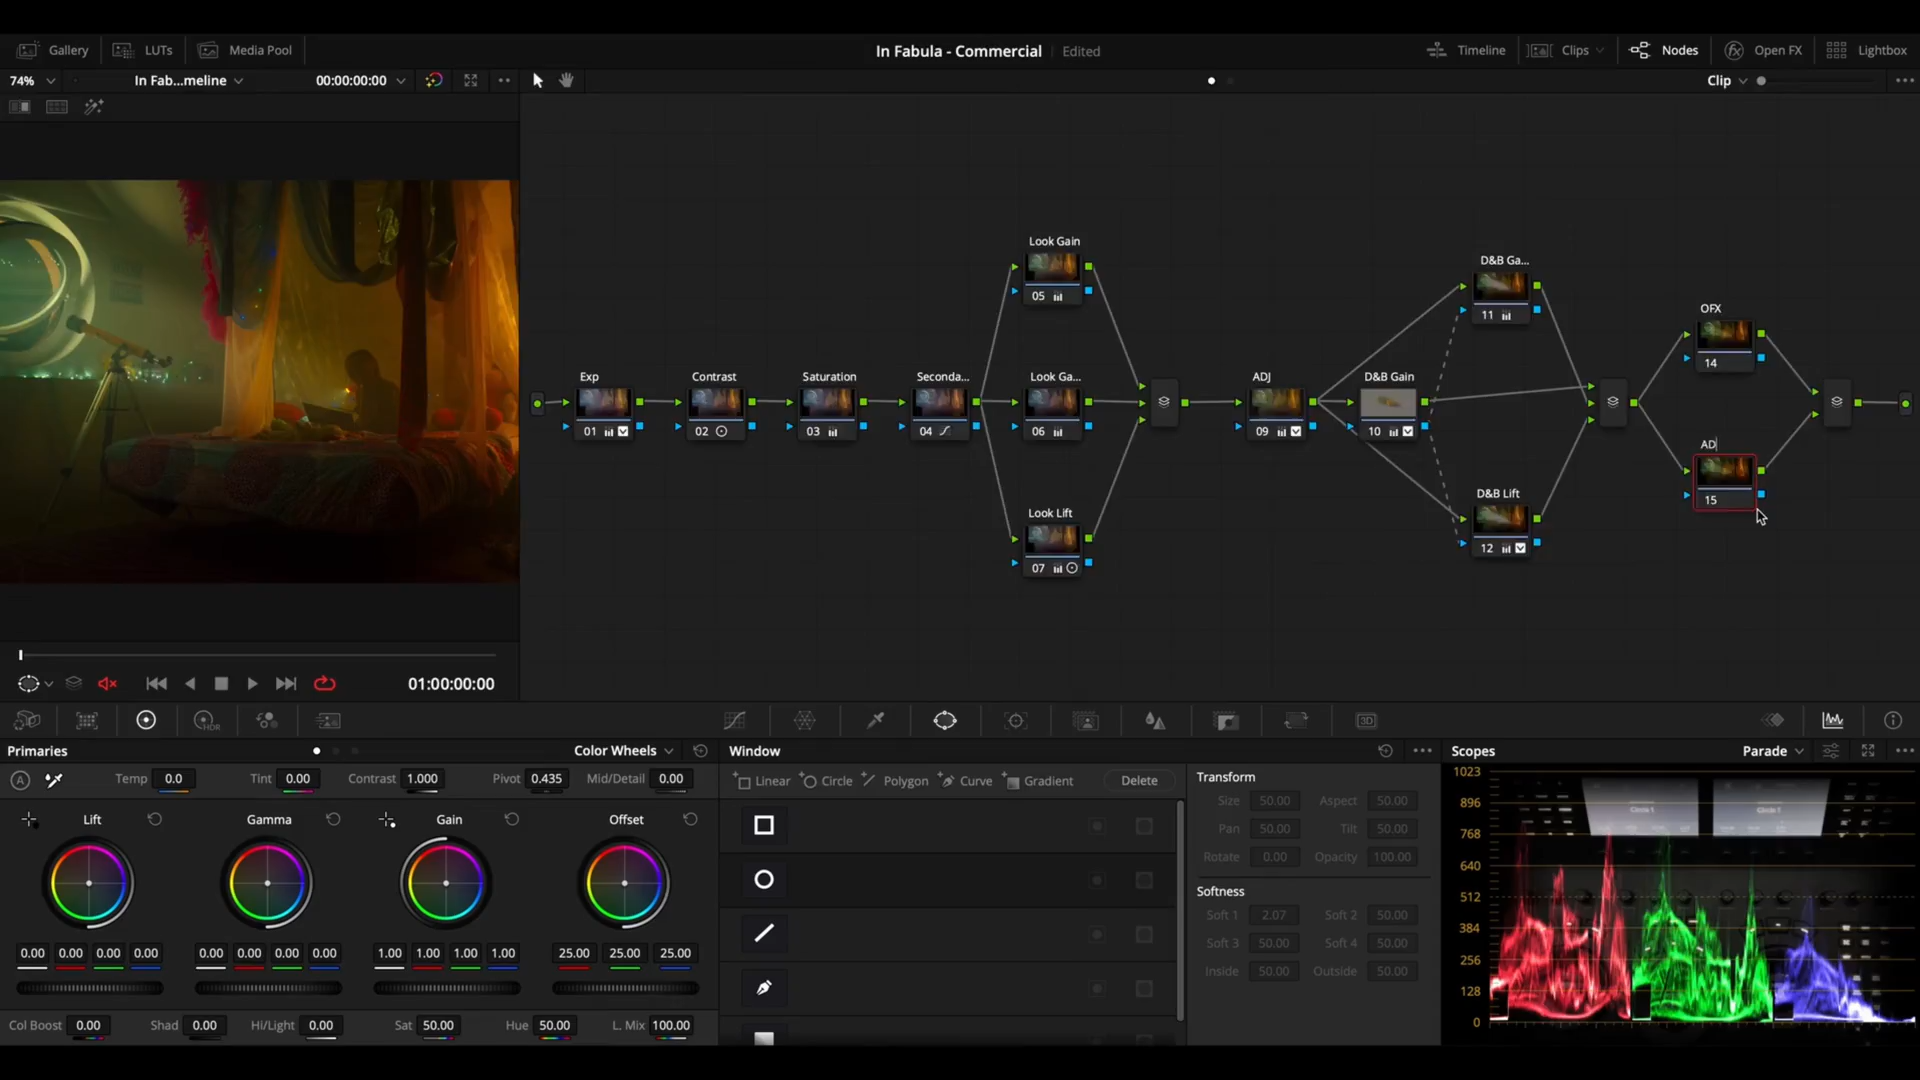 Gallery LUTs Media Pool In Fabula - Commercial Edited Timeline Clips Nodes Open FX Lightbox
74% In Fab...meline 00:00:00:00 Clip
Look Gain
05
D&B Ga...
11
OFX
14
Exp Contrast Saturation Seconda... Look Ga... ADJ D&B Gain
01 02 03 04 06 09 10
AD
15
D&B Lift
12
Look Lift
07
01:00:00:00
HDR 3D
Primaries Color Wheels Window Scopes Parade
A Temp 0.0 Tint 0.00 Contrast 1.000 Pivot 0.435 Mid/Detail 0.00
Linear Circle Polygon Curve Gradient Delete
Lift Gamma Gain Offset
0.00 0.00 0.00 0.00 0.00 0.00 0.00 0.00 1.00 1.00 1.00 1.00 25.00 25.00 25.00
Col Boost 0.00 Shad 0.00 Hi/Light 0.00 Sat 50.00 Hue 50.00 L. Mix 100.00
Transform
Size 50.00 Aspect 50.00
Pan 50.00 Tilt 50.00
Rotate 0.00 Opacity 100.00
Softness
Soft 1 2.07 Soft 2 50.00
Soft 3 50.00 Soft 4 50.00
Inside 50.00 Outside 50.00
1023
896
768
640
512
384
256
128
0